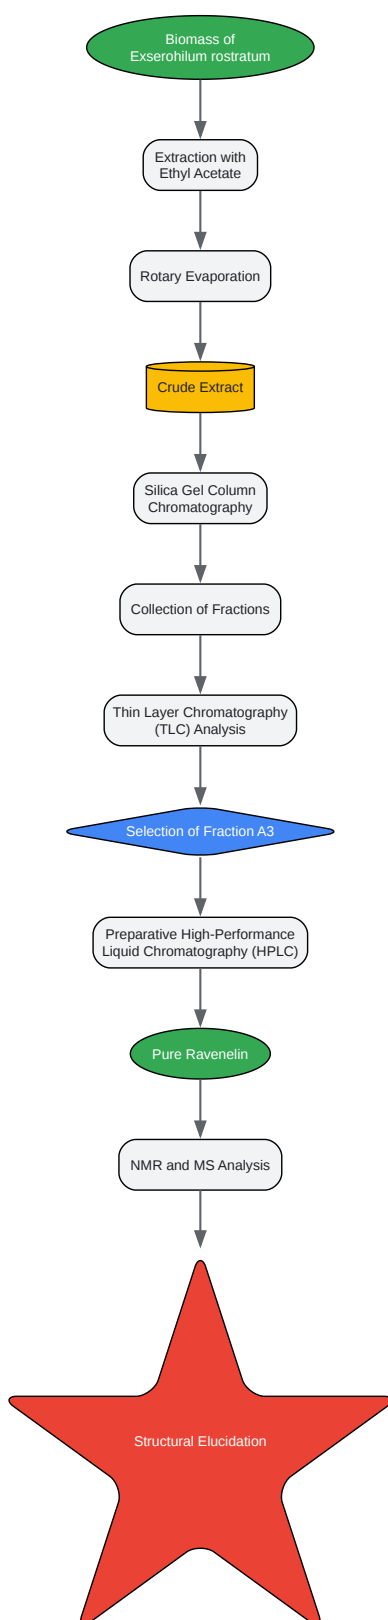 Biomass of
Exserohilum rostratum
Extraction with
Ethyl Acetate
Rotary Evaporation
Crude Extract
Silica Gel Column
Chromatography
Collection of Fractions
Thin Layer Chromatography
(TLC) Analysis
Selection of Fraction A3
Preparative High-Performance
Liquid Chromatography (HPLC)
Pure Ravenelin
NMR and MS Analysis
Structural Elucidation